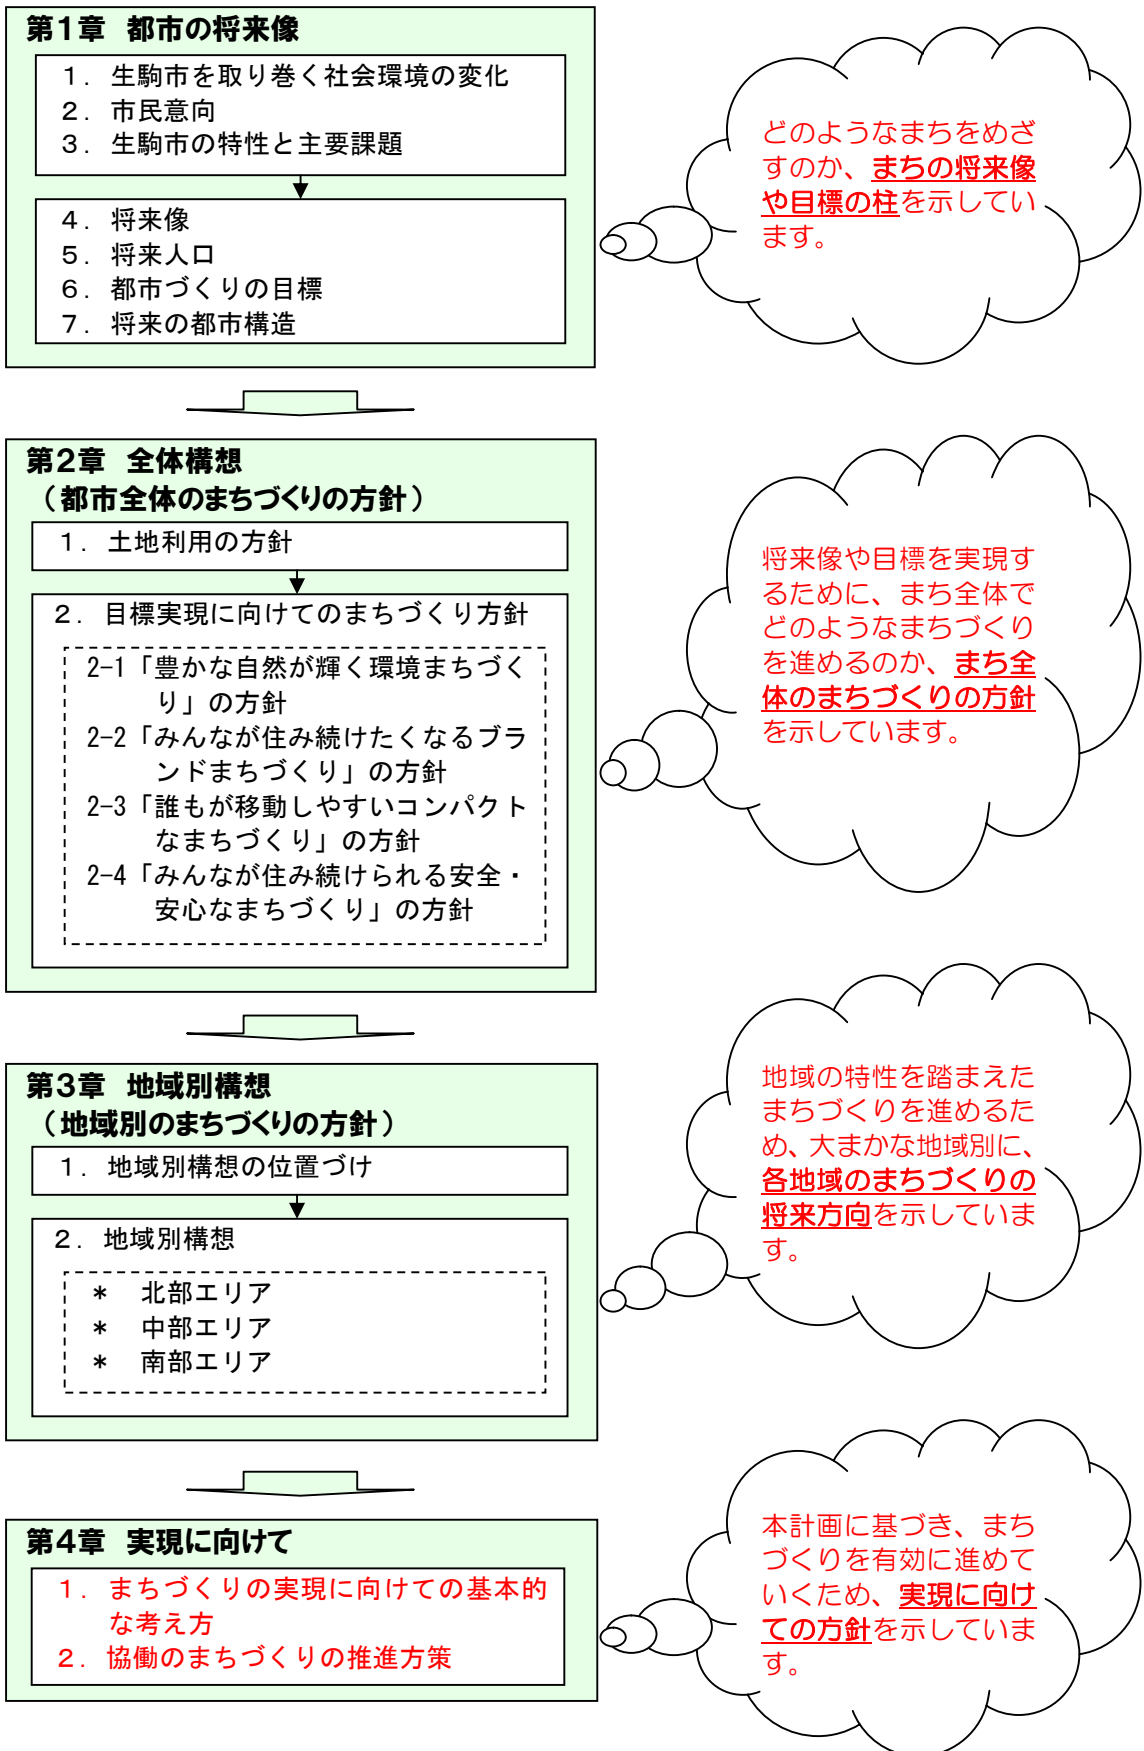 第1章 都市の将来像
1. 生駒市を取り巻く社会環境の変化
2. 市民意向
3. 生駒市の特性と主要課題
4. 将来像
5. 将来人口
6. 都市づくりの目標
7. 将来の都市構造
どのようなまちをめざ
すのか、まちの将来像
や目標の柱を示してい
ます。
第2章 全体構想
（都市全体のまちづくりの方針）
1. 土地利用の方針
2. 目標実現に向けてのまちづくり方針
2-1「豊かな自然が輝く環境まちづく
り」の方針
2-2「みんなが住み続けたくなるブラ
ンドまちづくり」の方針
2-3「誰もが移動しやすいコンパクト
なまちづくり」の方針
2-4「みんなが住み続けられる安全・
安心なまちづくり」の方針
将来像や目標を実現す
るために、まち全体で
どのようなまちづくり
を進めるのか、まち全
体のまちづくりの方針
を示しています。
第3章 地域別構想
（地域別のまちづくりの方針）
1. 地域別構想の位置づけ
2. 地域別構想
* 北部エリア
* 中部エリア
* 南部エリア
地域の特性を踏まえた
まちづくりを進めるた
め、大まかな地域別に、
各地域のまちづくりの
将来方向を示していま
す。
第4章 実現に向けて
1. まちづくりの実現に向けての基本的
な考え方
2. 協働のまちづくりの推進方策
本計画に基づき、まち
づくりを有効に進めて
いくため、実現に向け
ての方針を示していま
す。